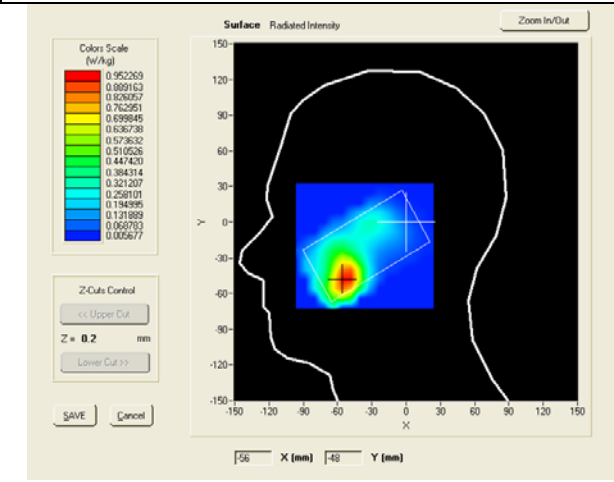 Surface Radiated Intensity
Zoom In/Out
Colors Scale
(W/kg)
0.952269
0.889163
0.826057
0.762951
0.699845
0.636738
0.573632
0.510526
0.447420
0.384314
0.321207
0.258101
0.194995
0.131889
0.068783
0.005677
Z-Cuts Control
<< Upper Cut
Z = 0.2 mm
Lower Cut >>
SAVE Cancel
150
120
90
60
30
0
-30
-60
-90
-120
-150
Y
-150 -120 -90 -60 -30 0 30 60 90 120 150
X
-56 X (mm) -48 Y (mm)